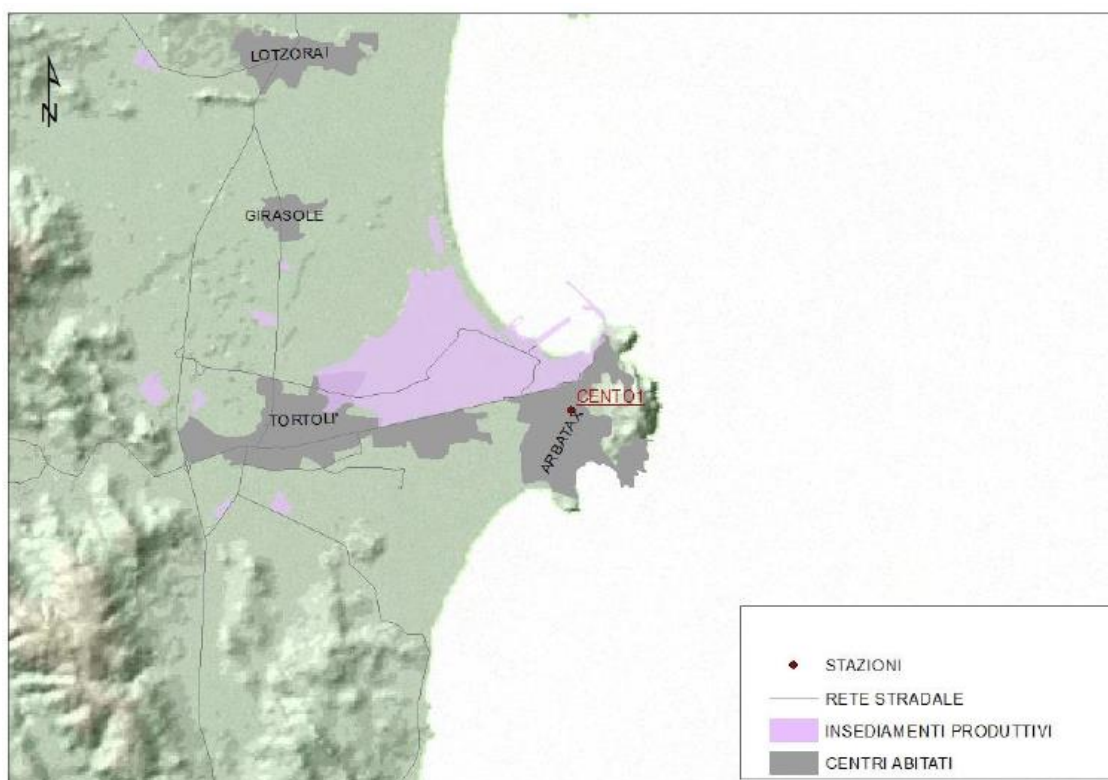 LOTZORAI
N
GIRASOLE
CENTO1
TORTOLI'
ARBATAX
STAZIONI
RETE STRADALE
INSEDIAMENTI PRODUTTIVI
CENTRI ABITATI